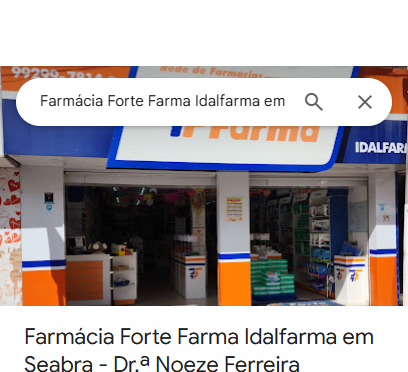 Farmácia Forte Farma Idalfarma em
99299-7814
Rede de Farmácias
Farma
IDALFAR
Farmácia Forte Farma Idalfarma em
Seabra - Dr.ª Noeze Ferreira